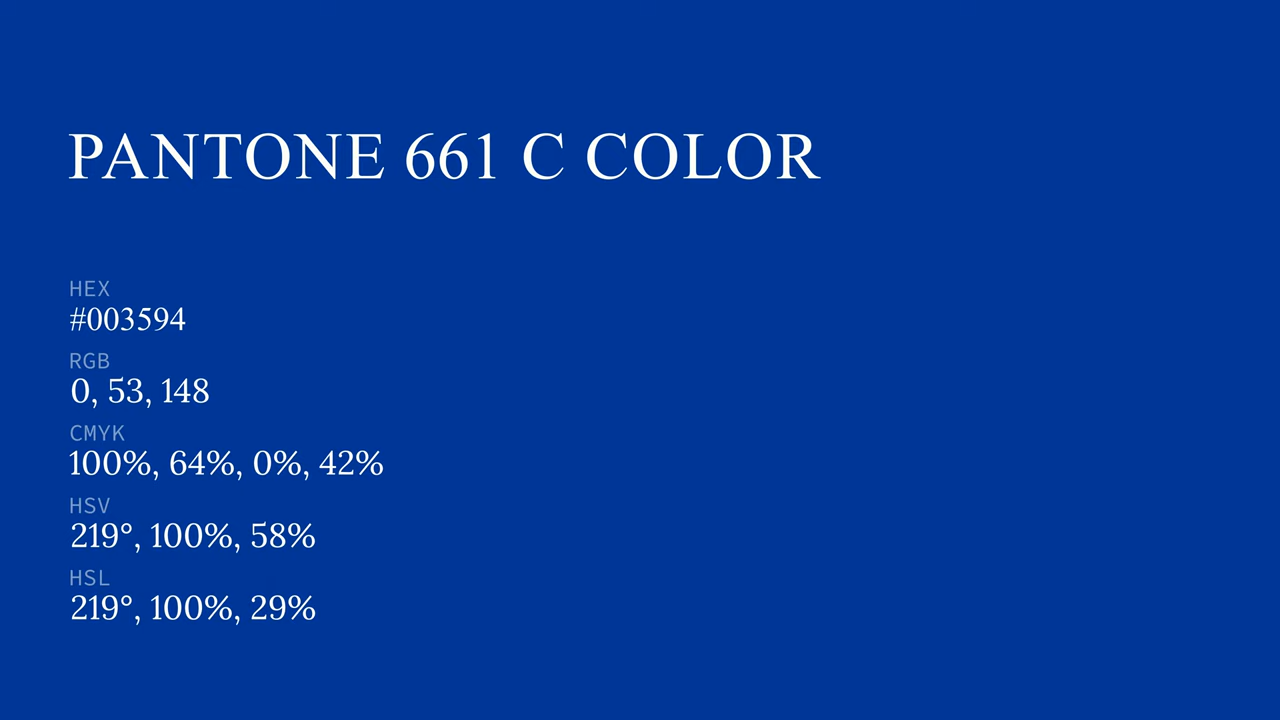 PANTONE 661 C COLOR
HEX
#003594
RGB
0, 53, 148
CMYK
100%, 64%, 0%, 42%
HSV
219°, 100%, 58%
HSL
219°, 100%, 29%